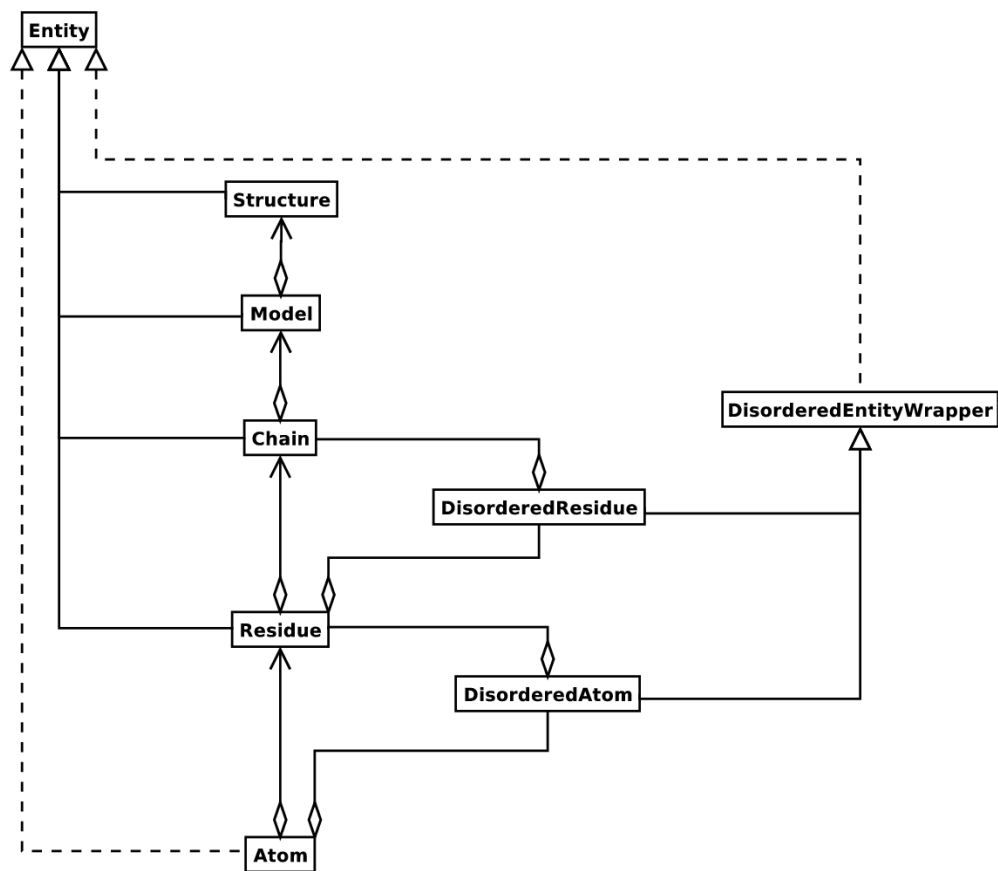 Entity
Structure
Model
DisorderedEntityWrapper
Chain
DisorderedResidue
Residue
DisorderedAtom
Atom